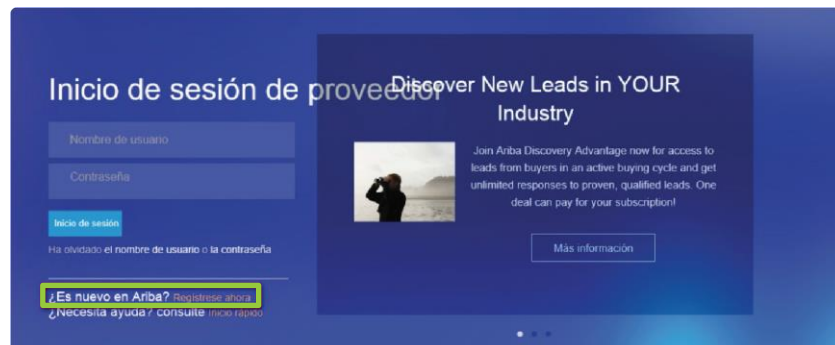 Inicio de sesión de proveedor
Nombre de usuario
Contraseña
Inicio de sesión
Ha olvidado el nombre de usuario o la contraseña
¿Es nuevo en Ariba? Regístrese ahora
¿Necesita ayuda? consulte inicio rápido
Discover New Leads in YOUR
Industry
Join Ariba Discovery Advantage now for access to
leads from buyers in an active buying cycle and get
unlimited responses to proven, qualified leads. One
deal can pay for your subscription!
Más información